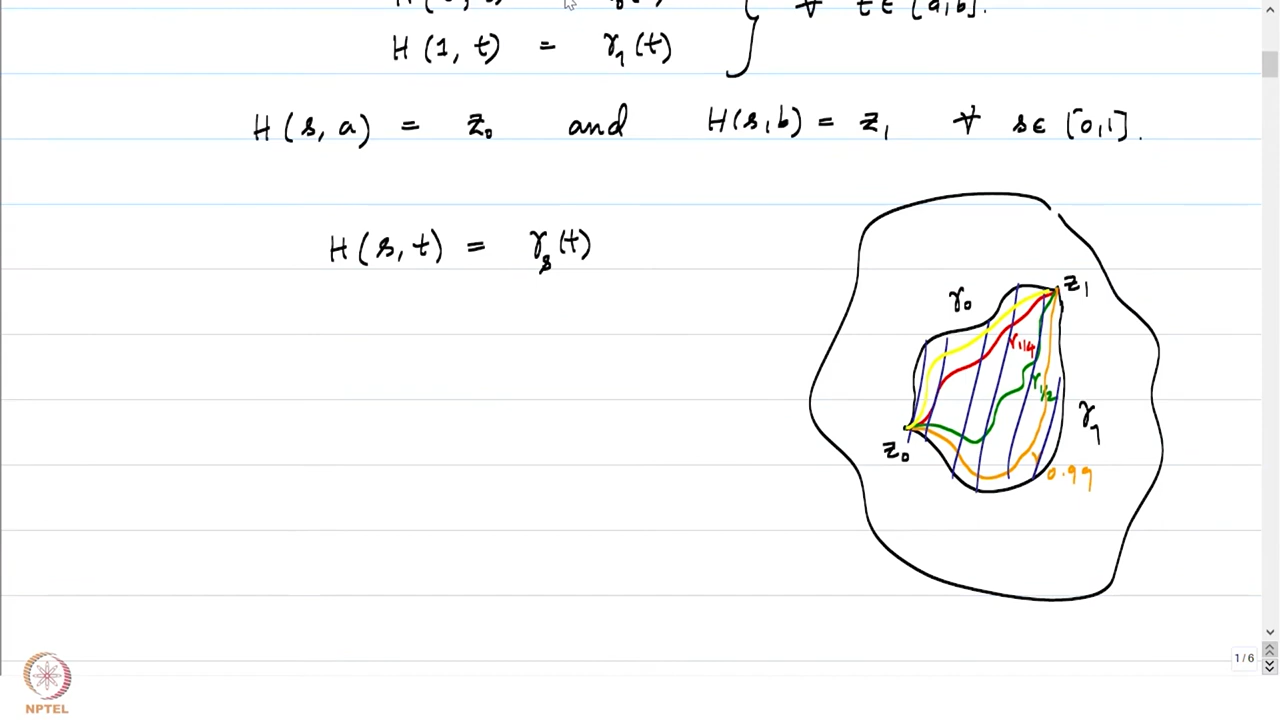 ∀ t ∈ [a,b].
H(1, t) = γ₁(t)
H(s, a) = z₀ and H(s,b) = z₁ ∀ s∈ [0,1].
H(s, t) = γₛ(t)
z₁
γ₀
γ1/4
γ1/2
γ₁
z₀
γ0.99
1/6
NPTEL